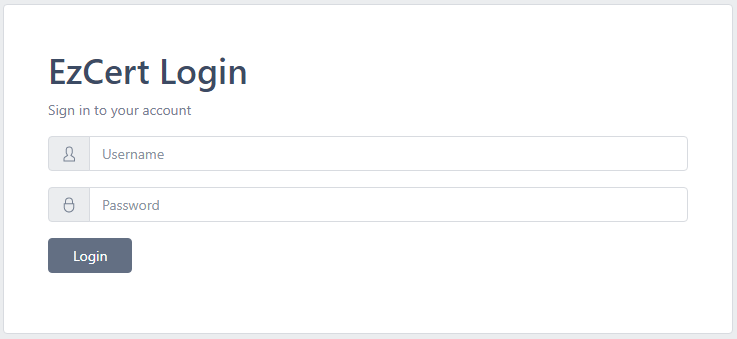 EzCert Login
Sign in to your account
Username
Password
Login